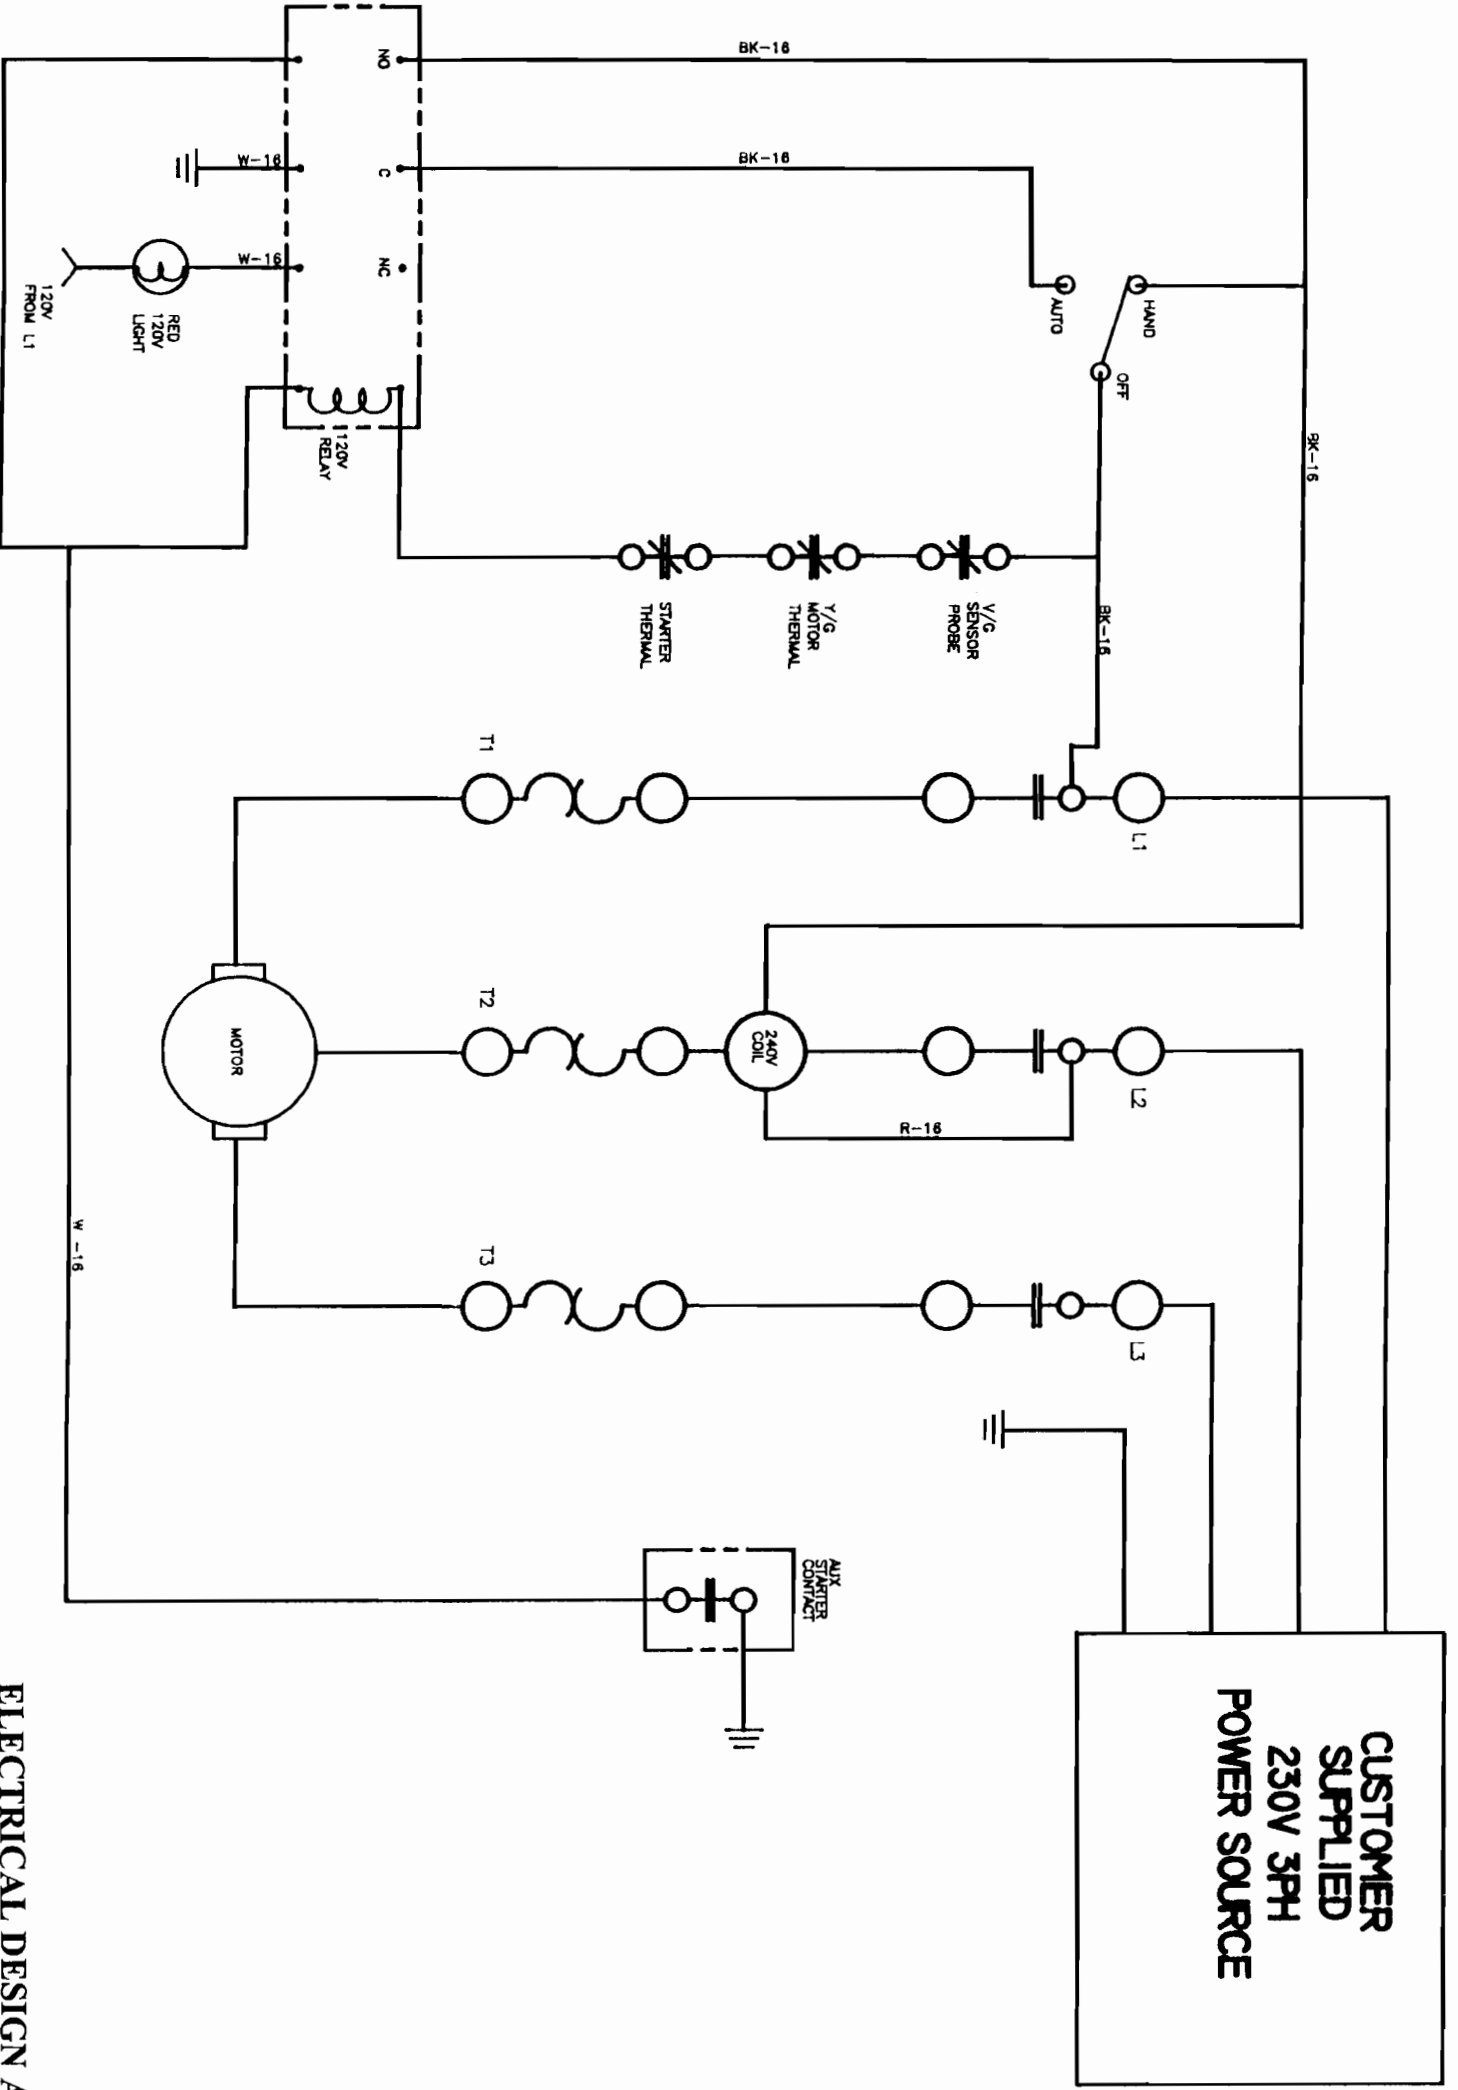 CUSTOMER
SUPPLIED
230V 3PH
POWER SOURCE
BK-16
BK-16
BK-16
HAND
OFF
AUTO
BK-16
L1
L2
L3
V/G
SENSOR
PROBE
Y/G
MOTOR
THERMAL
STARTER
THERMAL
R-16
240V
COIL
AUX
STARTER
CONTACT
T1
T2
T3
NO
C
NC
120V
RELAY
W-16
W-16
RED
120V
LIGHT
120V
FROM L1
MOTOR
W -16
ELECTRICAL DESIGN